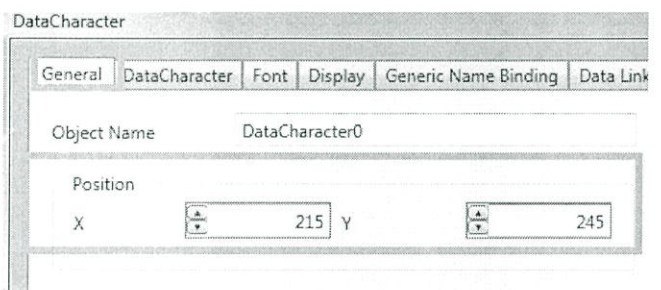 DataCharacter
General DataCharacter Font Display Generic Name Binding Data Link
Object Name DataCharacter0
Position
X 215 Y 245